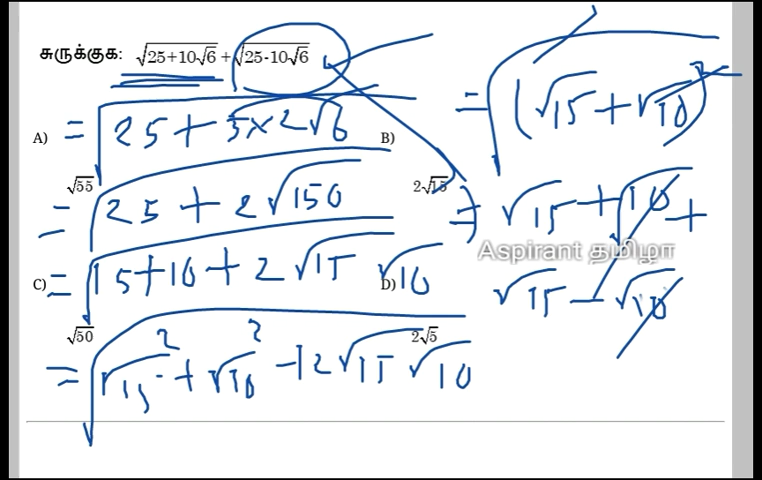 சுருக்குக: √25+10√6 + √25-10√6
A) = √25 + 5×2√6 B)
√55 2√15
= √25 + 2√150
C) = √15+10+2√15 √10 D)
√50 2√5
= √√15² + √10² + 2√15 √10
= √(√15 + √10)²
⇒ √15 + √10 +
√15 - √10
Aspirant தமிழா